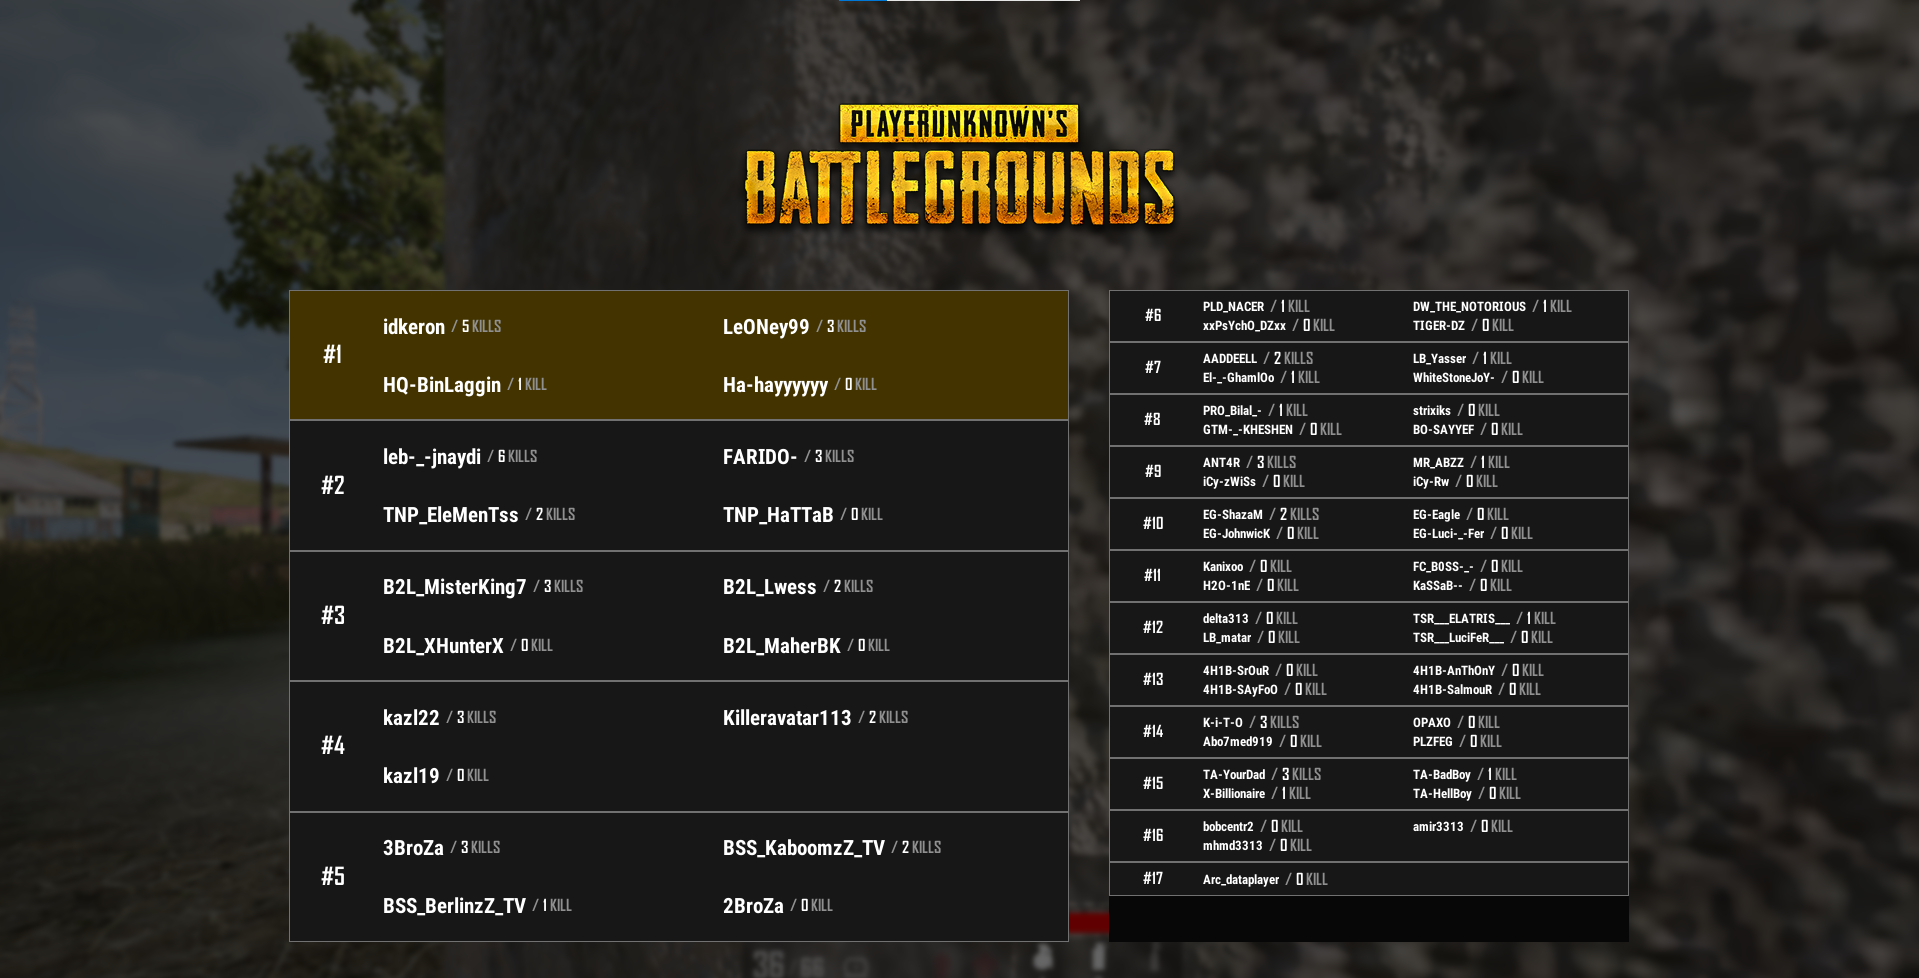 PLAYERUNKNOWN'S
BATTLEGROUNDS
#1
idkeron / 5 KILLS
LeONey99 / 3 KILLS
HQ-BinLaggin / 1 KILL
Ha-hayyyyyy / 0 KILL
#2
leb-_-jnaydi / 6 KILLS
FARIDO- / 3 KILLS
TNP_EleMenTss / 2 KILLS
TNP_HaTTaB / 0 KILL
#3
B2L_MisterKing7 / 3 KILLS
B2L_Lwess / 2 KILLS
B2L_XHunterX / 0 KILL
B2L_MaherBK / 0 KILL
#4
kazl22 / 3 KILLS
Killeravatar113 / 2 KILLS
kazl19 / 0 KILL
#5
3BroZa / 3 KILLS
BSS_KaboomzZ_TV / 2 KILLS
BSS_BerlinzZ_TV / 1 KILL
2BroZa / 0 KILL
#6
PLD_NACER / 1 KILL
DW_THE_NOTORIOUS / 1 KILL
xxPsYchO_DZxx / 0 KILL
TIGER-DZ / 0 KILL
#7
AADDEELL / 2 KILLS
LB_Yasser / 1 KILL
El-_-GhamlOo / 1 KILL
WhiteStoneJoY- / 0 KILL
#8
PRO_Bilal_- / 1 KILL
strixiks / 0 KILL
GTM-_-KHESHEN / 0 KILL
BO-SAYYEF / 0 KILL
#9
ANT4R / 3 KILLS
MR_ABZZ / 1 KILL
iCy-zWiSs / 0 KILL
iCy-Rw / 0 KILL
#10
EG-ShazaM / 2 KILLS
EG-Eagle / 0 KILL
EG-JohnwicK / 0 KILL
EG-Luci-_-Fer / 0 KILL
#11
Kanixoo / 0 KILL
FC_B0SS-_- / 0 KILL
H2O-1nE / 0 KILL
KaSSaB-- / 0 KILL
#12
delta313 / 0 KILL
TSR___ELATRIS___ / 1 KILL
LB_matar / 0 KILL
TSR___LuciFeR___ / 0 KILL
#13
4H1B-SrOuR / 0 KILL
4H1B-AnThOnY / 0 KILL
4H1B-SAyFoO / 0 KILL
4H1B-SalmouR / 0 KILL
#14
K-i-T-O / 3 KILLS
OPAXO / 0 KILL
Abo7med919 / 0 KILL
PLZFEG / 0 KILL
#15
TA-YourDad / 3 KILLS
TA-BadBoy / 1 KILL
X-Billionaire / 1 KILL
TA-HellBoy / 0 KILL
#16
bobcentr2 / 0 KILL
amir3313 / 0 KILL
mhmd3313 / 0 KILL
#17
Arc_dataplayer / 0 KILL
36